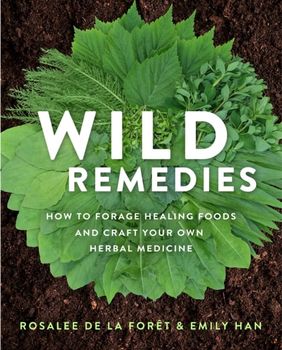 WILD
REMEDIES
HOW TO FORAGE HEALING FOODS
AND CRAFT YOUR OWN
HERBAL MEDICINE
ROSALEE DE LA FORÊT & EMILY HAN